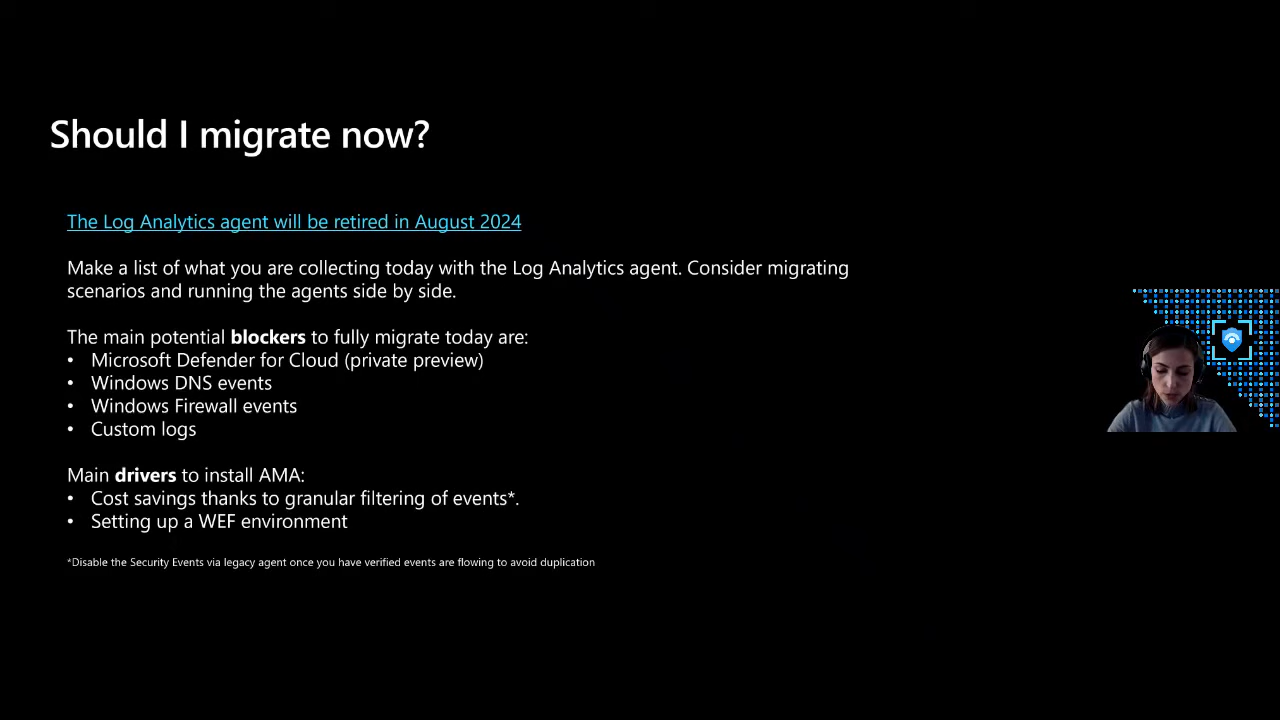 Should I migrate now?
The Log Analytics agent will be retired in August 2024
Make a list of what you are collecting today with the Log Analytics agent. Consider migrating
scenarios and running the agents side by side.
The main potential blockers to fully migrate today are:
• Microsoft Defender for Cloud (private preview)
• Windows DNS events
• Windows Firewall events
• Custom logs
Main drivers to install AMA:
• Cost savings thanks to granular filtering of events*.
• Setting up a WEF environment
*Disable the Security Events via legacy agent once you have verified events are flowing to avoid duplication